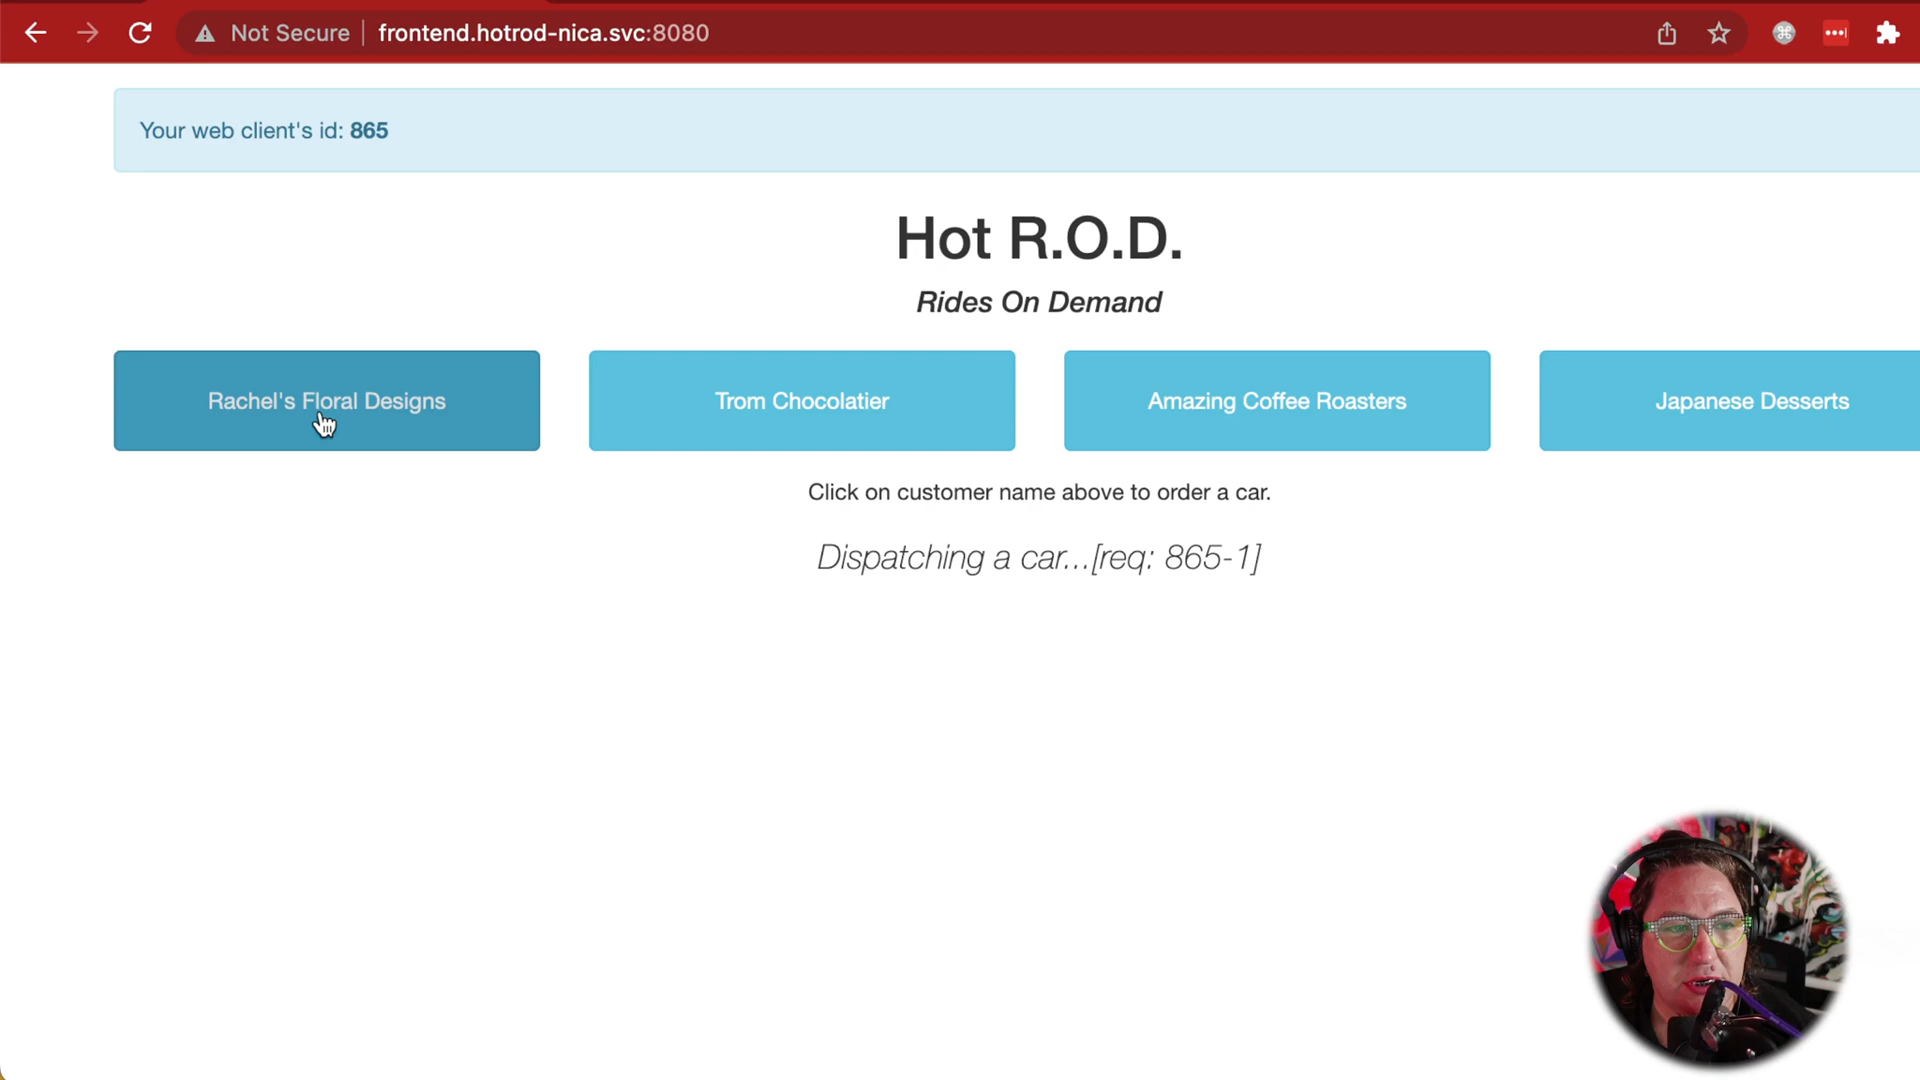 Not Secure frontend.hotrod-nica.svc:8080
Your web client's id: 865
Hot R.O.D.
Rides On Demand
Rachel's Floral Designs
Trom Chocolatier
Amazing Coffee Roasters
Japanese Desserts
Click on customer name above to order a car.
Dispatching a car...[req: 865-1]